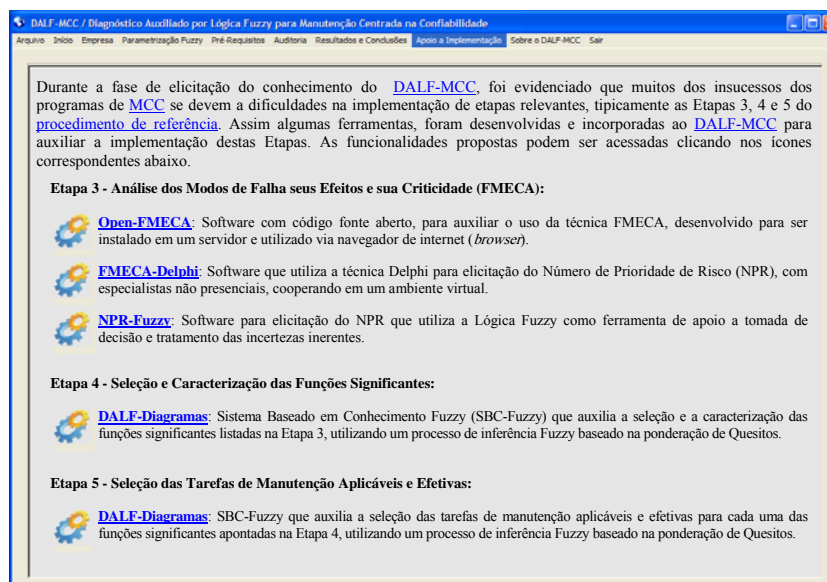 DALF-MCC / Diagnóstico Auxiliado por Lógica Fuzzy para Manutenção Centrada na Confiabilidade
Arquivo Início Empresa Parametrização Fuzzy Pré-Requisitos Auditoria Resultados e Conclusões Apoio a Implementação Sobre o DALF-MCC Sair
Durante a fase de elicitação do conhecimento do DALF-MCC, foi evidenciado que muitos dos insucessos dos
programas de MCC se devem a dificuldades na implementação de etapas relevantes, tipicamente as Etapas 3, 4 e 5 do
procedimento de referência. Assim algumas ferramentas, foram desenvolvidas e incorporadas ao DALF-MCC para
auxiliar a implementação destas Etapas. As funcionalidades propostas podem ser acessadas clicando nos ícones
correspondentes abaixo.
Etapa 3 - Análise dos Modos de Falha seus Efeitos e sua Criticidade (FMECA):
Open-FMECA: Software com código fonte aberto, para auxiliar o uso da técnica FMECA, desenvolvido para ser
instalado em um servidor e utilizado via navegador de internet (browser).
FMECA-Delphi: Software que utiliza a técnica Delphi para elicitação do Número de Prioridade de Risco (NPR), com
especialistas não presenciais, cooperando em um ambiente virtual.
NPR-Fuzzy: Software para elicitação do NPR que utiliza a Lógica Fuzzy como ferramenta de apoio a tomada de
decisão e tratamento das incertezas inerentes.
Etapa 4 - Seleção e Caracterização das Funções Significantes:
DALF-Diagramas: Sistema Baseado em Conhecimento Fuzzy (SBC-Fuzzy) que auxilia a seleção e a caracterização das
funções significantes listadas na Etapa 3, utilizando um processo de inferência Fuzzy baseado na ponderação de Quesitos.
Etapa 5 - Seleção das Tarefas de Manutenção Aplicáveis e Efetivas:
DALF-Diagramas: SBC-Fuzzy que auxilia a seleção das tarefas de manutenção aplicáveis e efetivas para cada uma das
funções significantes apontadas na Etapa 4, utilizando um processo de inferência Fuzzy baseado na ponderação de Quesitos.